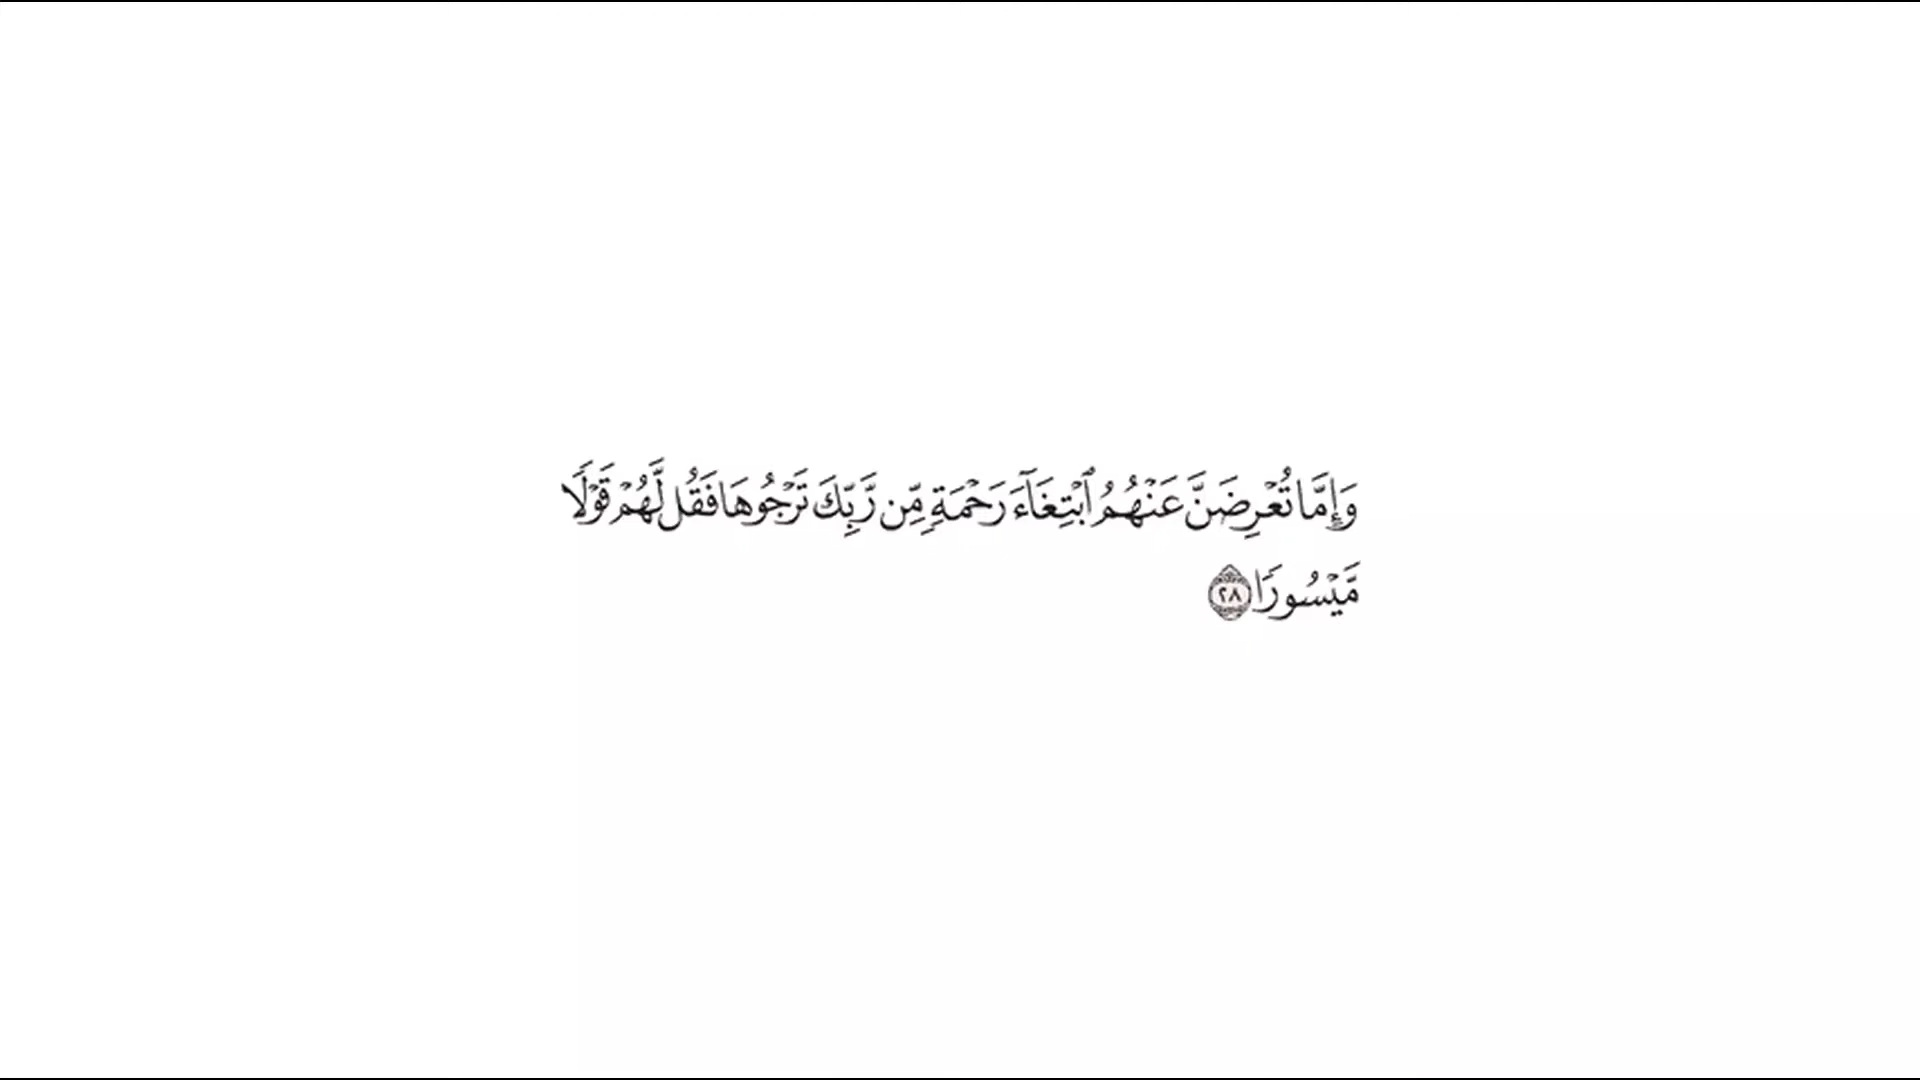 وَإِمَّا تُعۡرِضَنَّ عَنۡهُمُ ٱبۡتِغَآءَ رَحۡمَةٖ مِّن رَّبِّكَ تَرۡجُوهَا فَقُل لَّهُمۡ قَوۡلٗا
مَّيۡسُورٗا ٢٨